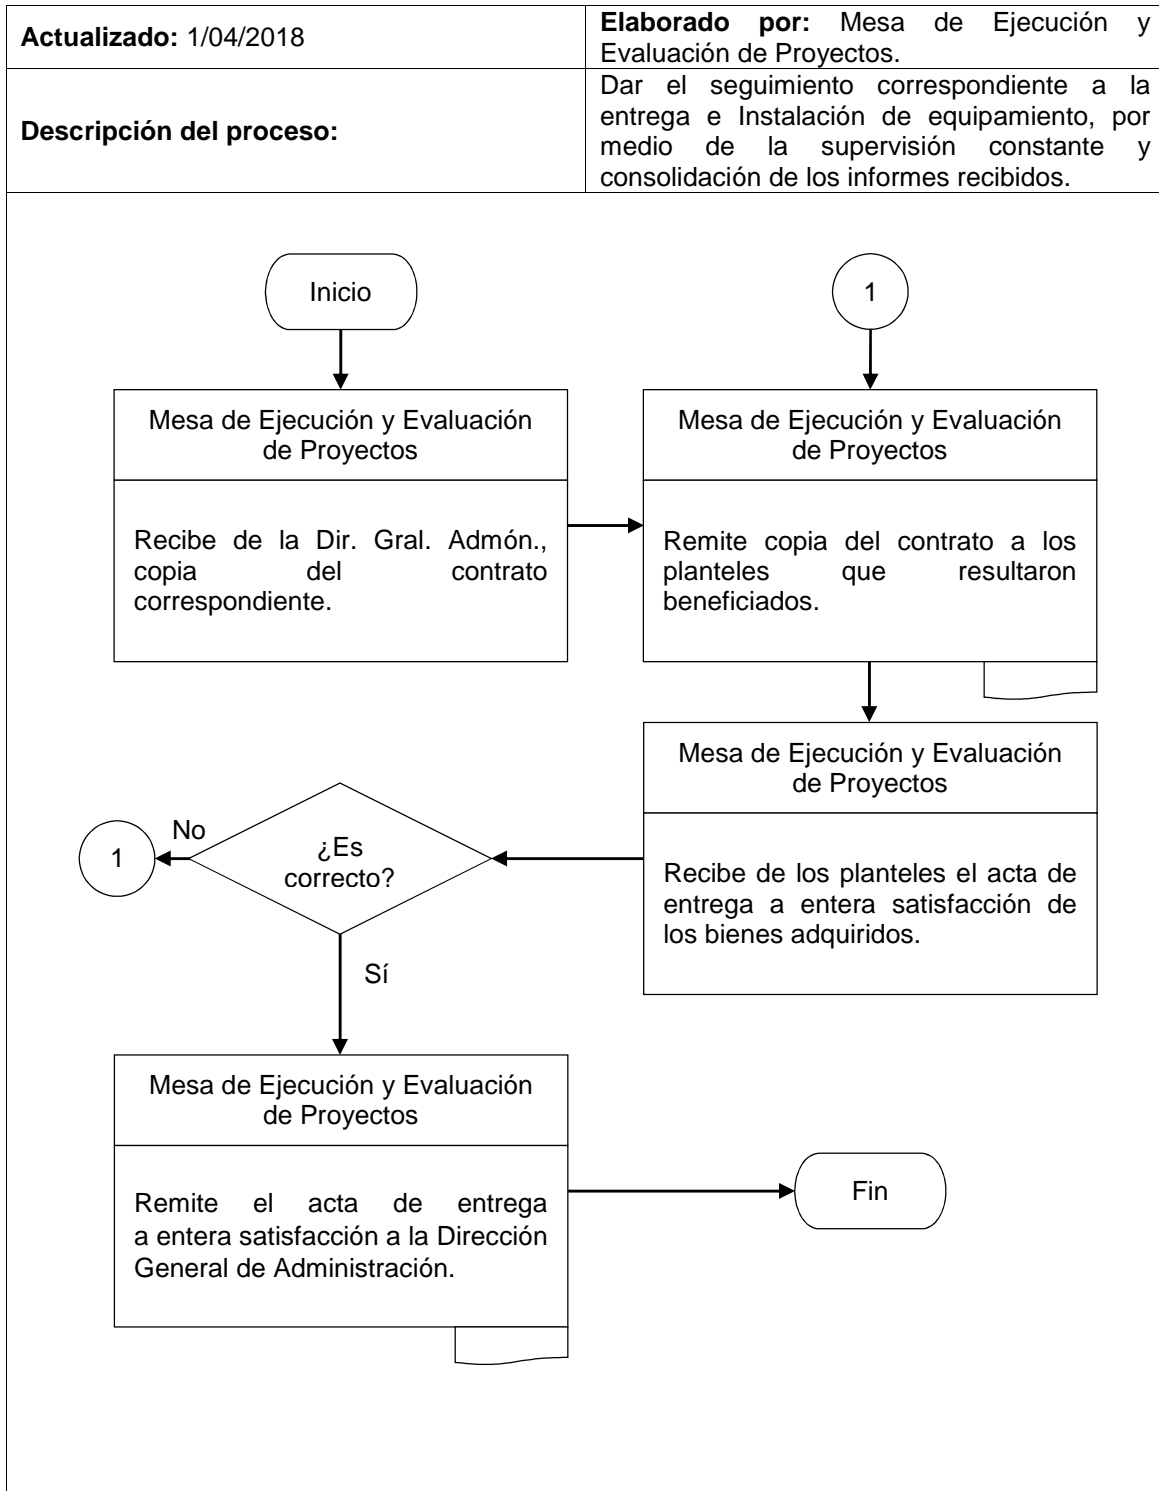 Actualizado: 1/04/2018
Elaborado por: Mesa de Ejecución y
Evaluación de Proyectos.
Descripción del proceso:
Dar el seguimiento correspondiente a la
entrega e Instalación de equipamiento, por
medio de la supervisión constante y
consolidación de los informes recibidos.
Inicio
1
Mesa de Ejecución y Evaluación
de Proyectos
Recibe de la Dir. Gral. Admón.,
copia del contrato
correspondiente.
Mesa de Ejecución y Evaluación
de Proyectos
Remite copia del contrato a los
planteles que resultaron
beneficiados.
Mesa de Ejecución y Evaluación
de Proyectos
Recibe de los planteles el acta de
entrega a entera satisfacción de
los bienes adquiridos.
¿Es
correcto?
No
1
Sí
Mesa de Ejecución y Evaluación
de Proyectos
Remite el acta de entrega
a entera satisfacción a la Dirección
General de Administración.
Fin